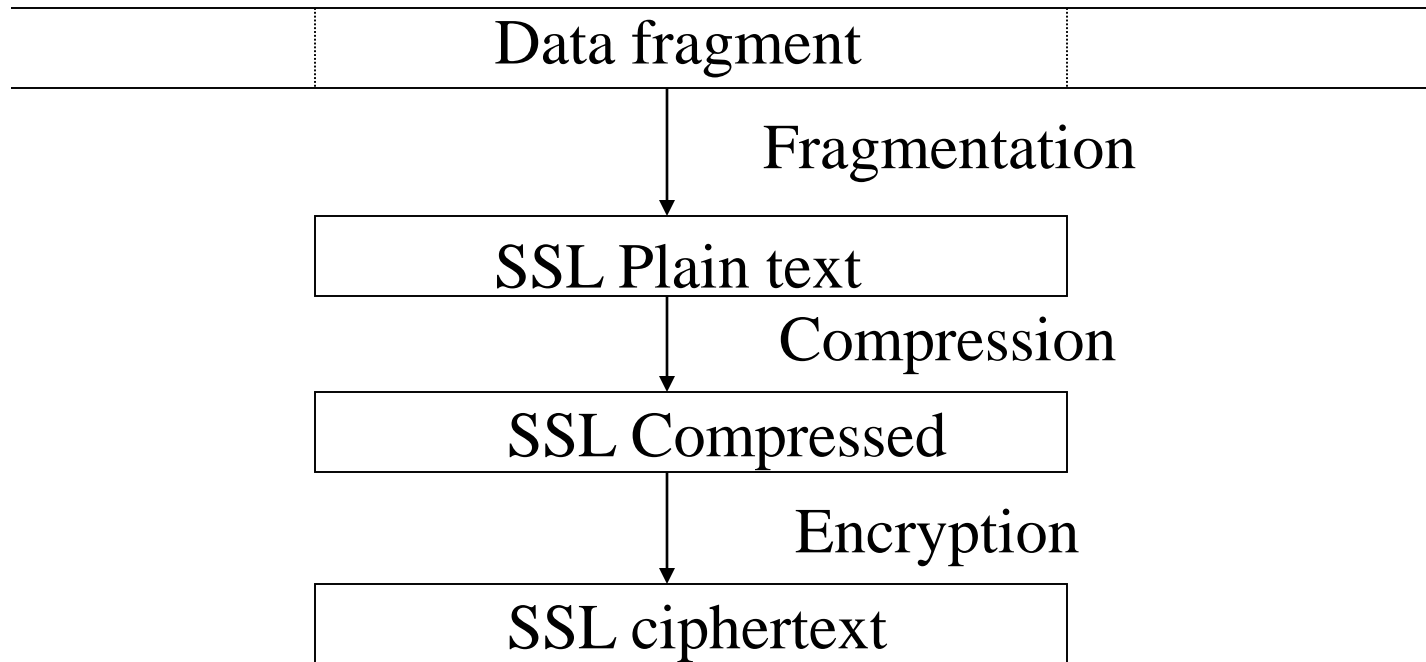 Data fragment
Fragmentation
SSL Plain text
Compression
SSL Compressed
Encryption
SSL ciphertext